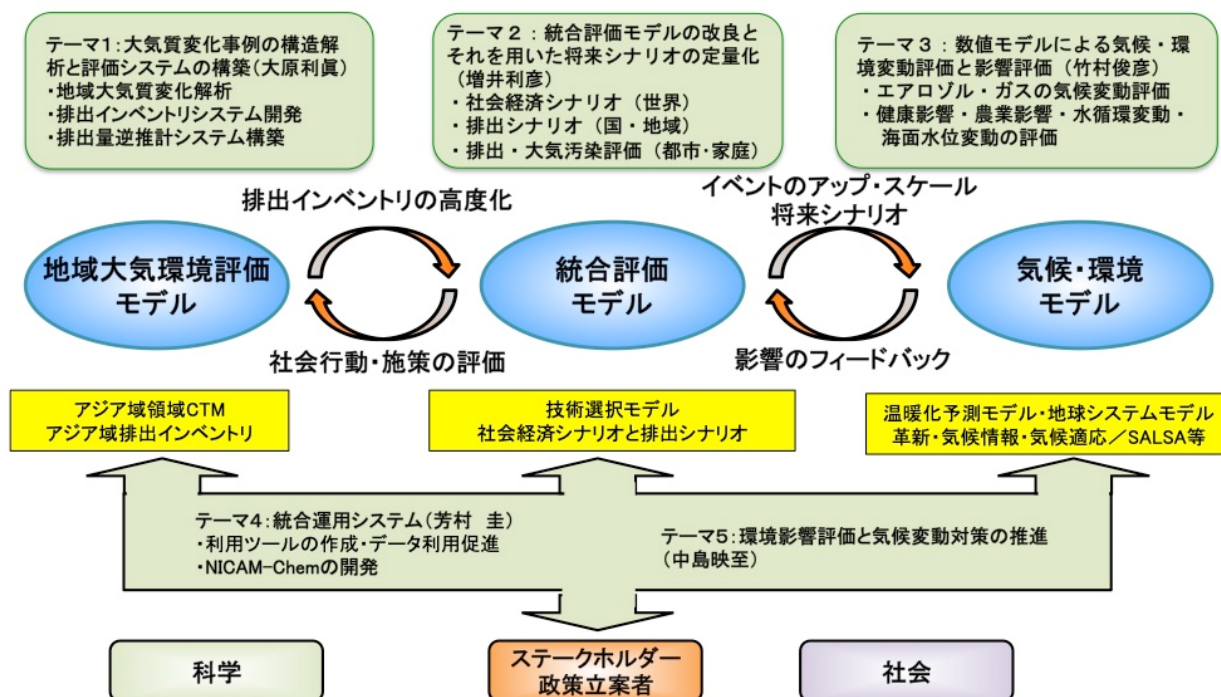 テーマ1：大気質変化事例の構造解
析と評価システムの構築(大原利眞)
・地域大気質変化解析
・排出インベントリシステム開発
・排出量逆推計システム構築
テーマ２：統合評価モデルの改良と
それを用いた将来シナリオの定量化
（増井利彦）
・社会経済シナリオ（世界）
・排出シナリオ（国・地域）
・排出・大気汚染評価（都市・家庭）
テーマ３：数値モデルによる気候・環
境変動評価と影響評価（竹村俊彦）
・エアロゾル・ガスの気候変動評価
・健康影響・農業影響・水循環変動・
海面水位変動の評価
排出インベントリの高度化
イベントのアップ・スケール
将来シナリオ
地域大気環境評価
モデル
統合評価
モデル
気候・環境
モデル
社会行動・施策の評価
影響のフィードバック
アジア域領域CTM
アジア域排出インベントリ
技術選択モデル
社会経済シナリオと排出シナリオ
温暖化予測モデル・地球システムモデル
革新・気候情報・気候適応／SALSA等
テーマ4：統合運用システム(芳村　圭)
・利用ツールの作成・データ利用促進
・NICAM-Chemの開発
テーマ5：環境影響評価と気候変動対策の推進
（中島映至）
科学
ステークホルダー
政策立案者
社会